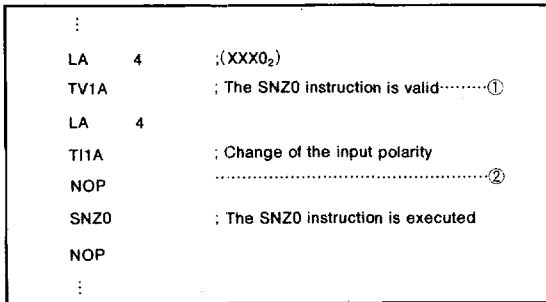 ⋮
LA 4 ;(XXX0₂)
TV1A ; The SNZ0 instruction is valid········①
LA 4
TI1A ; Change of the input polarity
NOP ················································②
SNZ0 ; The SNZ0 instruction is executed
NOP
⋮